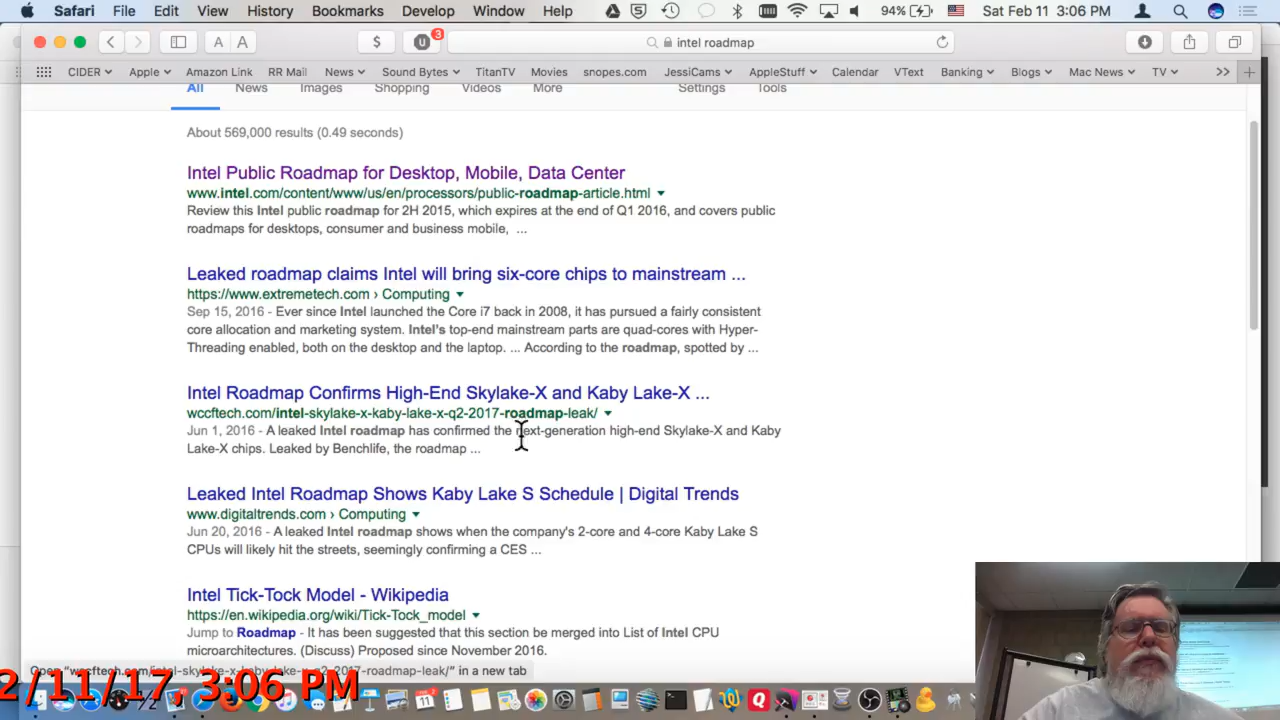 Safari File Edit View History Bookmarks Develop Window Help 94% Sat Feb 11 3:06 PM
A A $ 3 intel roadmap
CIDER Apple Amazon Link RR Mail News Sound Bytes TitanTV Movies snopes.com JessiCams AppleStuff Calendar VText Banking Blogs Mac News TV >> +
All News Images Shopping Videos More Settings Tools
About 569,000 results (0.49 seconds)
Intel Public Roadmap for Desktop, Mobile, Data Center
www.intel.com/content/www/us/en/processors/public-roadmap-article.html
Review this Intel public roadmap for 2H 2015, which expires at the end of Q1 2016, and covers public
roadmaps for desktops, consumer and business mobile, ...
Leaked roadmap claims Intel will bring six-core chips to mainstream ...
https://www.extremetech.com › Computing
Sep 15, 2016 - Ever since Intel launched the Core i7 back in 2008, it has pursued a fairly consistent
core allocation and marketing system. Intel's top-end mainstream parts are quad-cores with Hyper-
Threading enabled, both on the desktop and the laptop. ... According to the roadmap, spotted by ...
Intel Roadmap Confirms High-End Skylake-X and Kaby Lake-X ...
wccftech.com/intel-skylake-x-kaby-lake-x-q2-2017-roadmap-leak/
Jun 1, 2016 - A leaked Intel roadmap has confirmed the next-generation high-end Skylake-X and Kaby
Lake-X chips. Leaked by Benchlife, the roadmap ...
Leaked Intel Roadmap Shows Kaby Lake S Schedule | Digital Trends
www.digitaltrends.com › Computing
Jun 20, 2016 - A leaked Intel roadmap shows when the company's 2-core and 4-core Kaby Lake S
CPUs will likely hit the streets, seemingly confirming a CES ...
Intel Tick-Tock Model - Wikipedia
https://en.wikipedia.org/wiki/Tick-Tock_model
Jump to Roadmap - It has been suggested that this section be merged into List of Intel CPU
microarchitectures. (Discuss) Proposed since November 2016.
Open "wccftech.com/intel-skylake-x-kaby-lake-x-q2-2017-roadmap-leak/" in a new tab
2/11/17, 3:06 PM